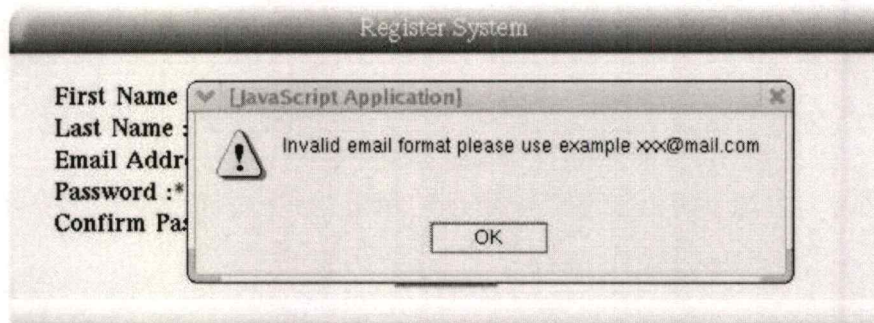 Register System
First Name
[JavaScript Application]
Last Name :
Invalid email format please use example xxx@mail.com
Email Addr
Password :*
Confirm Pas
OK